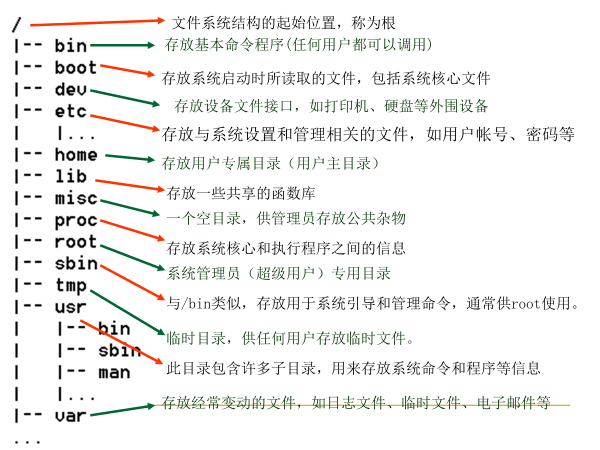 / 文件系统结构的起始位置，称为根
|-- bin 存放基本命令程序(任何用户都可以调用)
|-- boot 存放系统启动时所读取的文件，包括系统核心文件
|-- dev 存放设备文件接口，如打印机、硬盘等外围设备
|-- etc 存放与系统设置和管理相关的文件，如用户帐号、密码等
| |...
|-- home 存放用户专属目录（用户主目录）
|-- lib 存放一些共享的函数库
|-- misc 一个空目录，供管理员存放公共杂物
|-- proc 存放系统核心和执行程序之间的信息
|-- root 系统管理员（超级用户）专用目录
|-- sbin 与/bin类似，存放用于系统引导和管理命令，通常供root使用。
|-- tmp 临时目录，供任何用户存放临时文件。
|-- usr 此目录包含许多子目录，用来存放系统命令和程序等信息
| |-- bin
| |-- sbin
| |-- man
| |...
|-- var 存放经常变动的文件，如日志文件、临时文件、电子邮件等
...